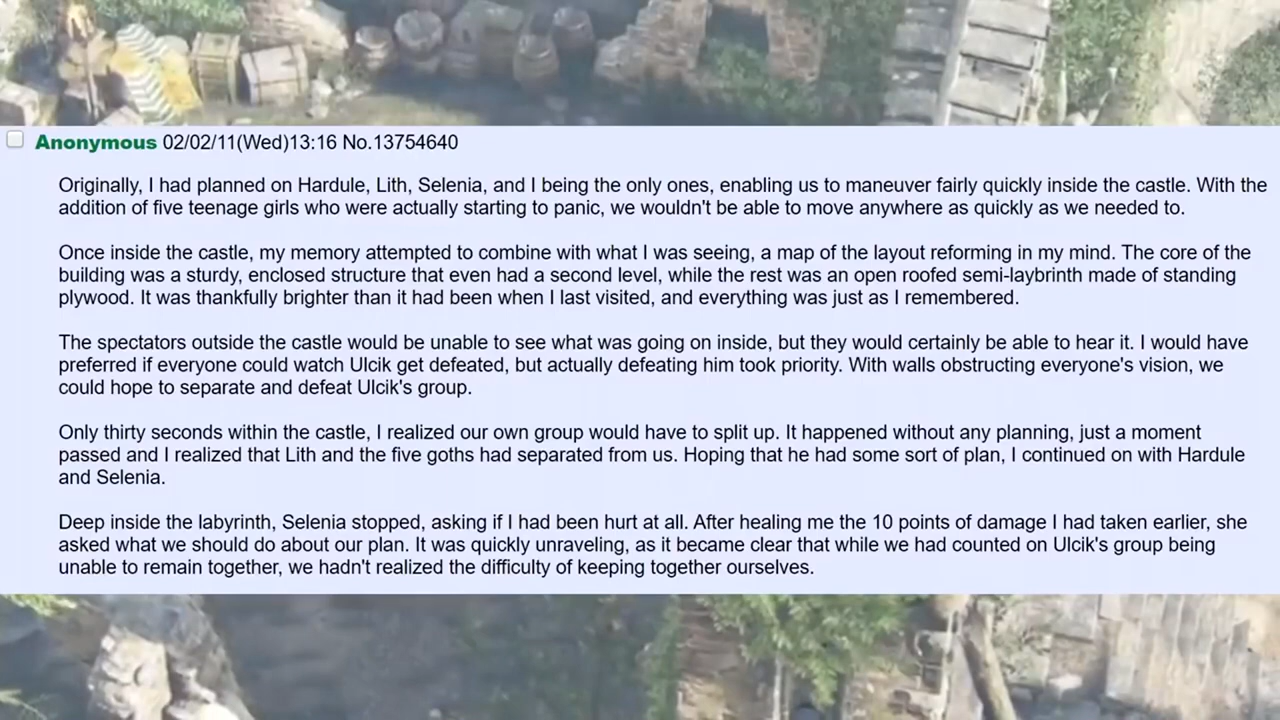 Anonymous 02/02/11(Wed)13:16 No.13754640
Originally, I had planned on Hardule, Lith, Selenia, and I being the only ones, enabling us to maneuver fairly quickly inside the castle. With the
addition of five teenage girls who were actually starting to panic, we wouldn't be able to move anywhere as quickly as we needed to.
Once inside the castle, my memory attempted to combine with what I was seeing, a map of the layout reforming in my mind. The core of the
building was a sturdy, enclosed structure that even had a second level, while the rest was an open roofed semi-laybrinth made of standing
plywood. It was thankfully brighter than it had been when I last visited, and everything was just as I remembered.
The spectators outside the castle would be unable to see what was going on inside, but they would certainly be able to hear it. I would have
preferred if everyone could watch Ulcik get defeated, but actually defeating him took priority. With walls obstructing everyone's vision, we
could hope to separate and defeat Ulcik's group.
Only thirty seconds within the castle, I realized our own group would have to split up. It happened without any planning, just a moment
passed and I realized that Lith and the five goths had separated from us. Hoping that he had some sort of plan, I continued on with Hardule
and Selenia.
Deep inside the labyrinth, Selenia stopped, asking if I had been hurt at all. After healing me the 10 points of damage I had taken earlier, she
asked what we should do about our plan. It was quickly unraveling, as it became clear that while we had counted on Ulcik's group being
unable to remain together, we hadn't realized the difficulty of keeping together ourselves.